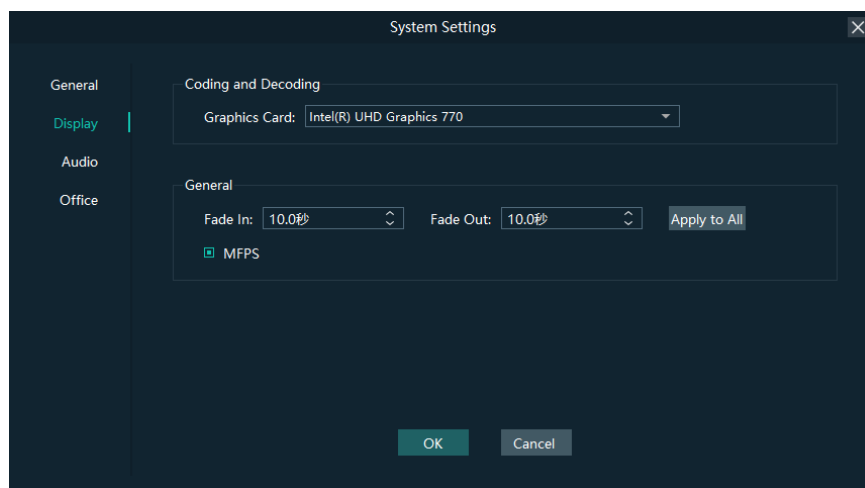 System Settings
General
Display
Audio
Office
Coding and Decoding
Graphics Card: Intel(R) UHD Graphics 770
General
Fade In: 10.0秒 Fade Out: 10.0秒 Apply to All
MFPS
OK Cancel